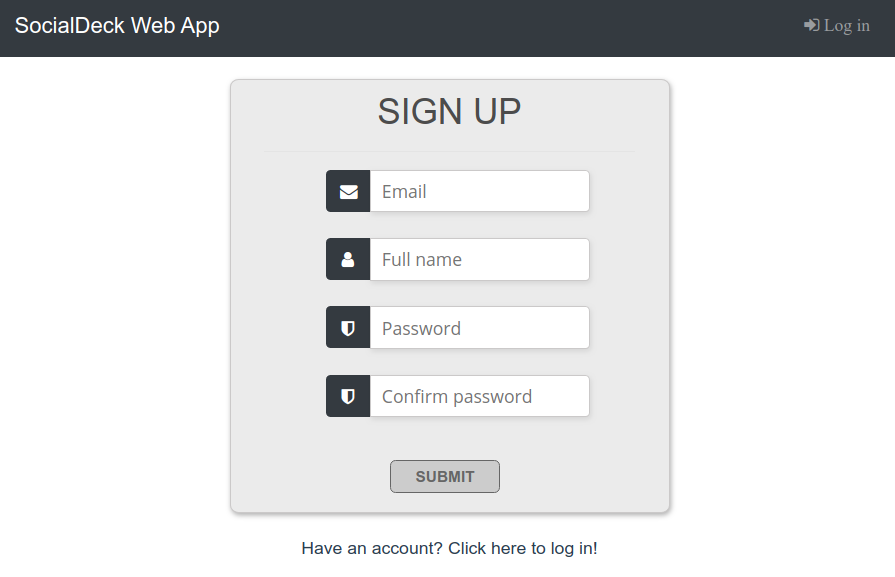 SocialDeck Web App
Log in
SIGN UP
Email
Full name
Password
Confirm password
SUBMIT
Have an account? Click here to log in!